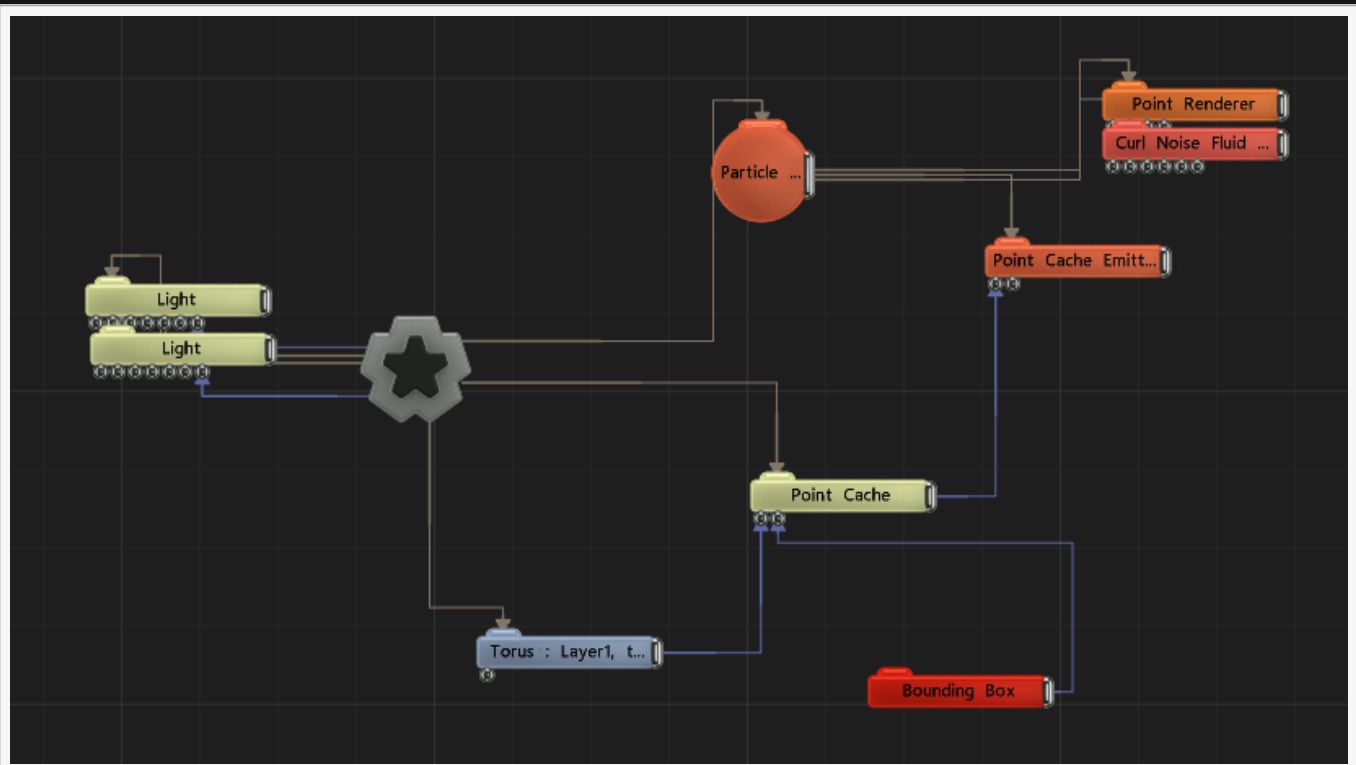 Point Renderer
Curl Noise Fluid ...
Particle ...
Point Cache Emitt...
Light
Light
Point Cache
Torus : Layer1, t...
Bounding Box